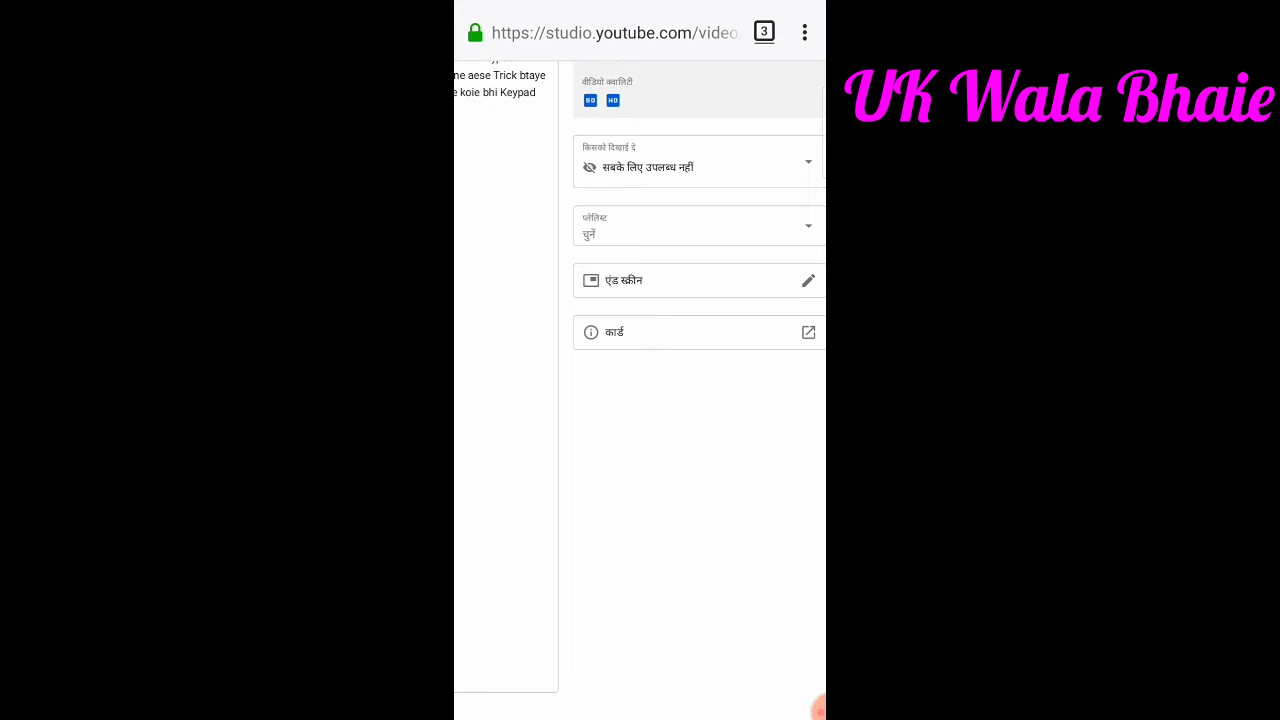 https://studio.youtube.com/video/
3
UK Wala Bhaie
ne aese Trick btaye
e koie bhi Keypad
वीडियो क्वालिटी
SD HD
किसको दिखाई दे
सबके लिए उपलब्ध नहीं
प्लेलिस्ट
चुनें
एंड स्क्रीन
कार्ड